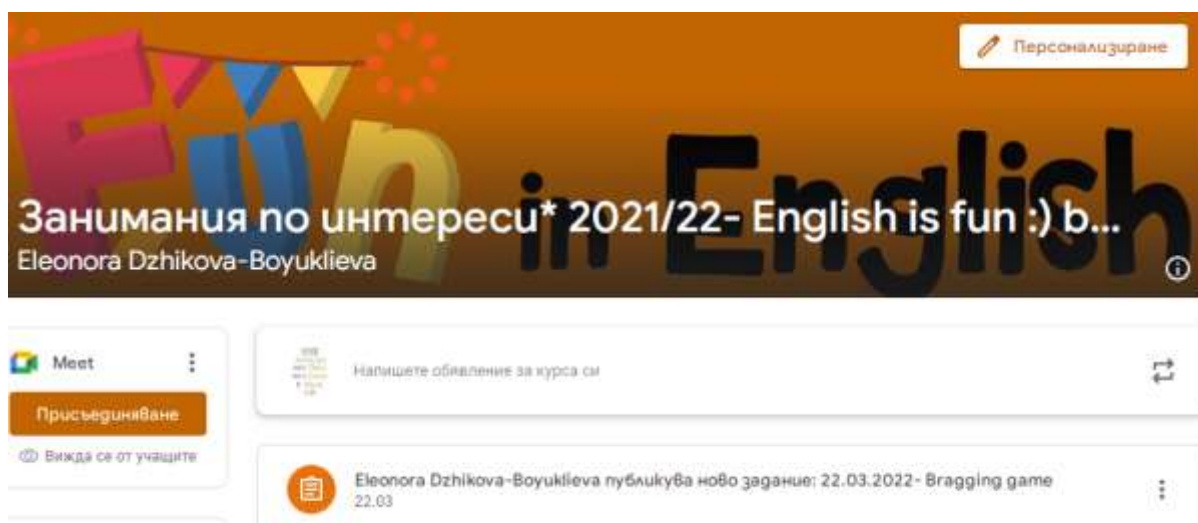 Fun in English
Персонализиране
Занимания по интереси* 2021/22- English is fun :) b...
Eleonora Dzhikova-Boyuklieva
Meet
Присъединяване
Вижда се от учащите
Напишете обявление за курса си
Eleonora Dzhikova-Boyuklieva публикува ново задание: 22.03.2022- Bragging game
22.03